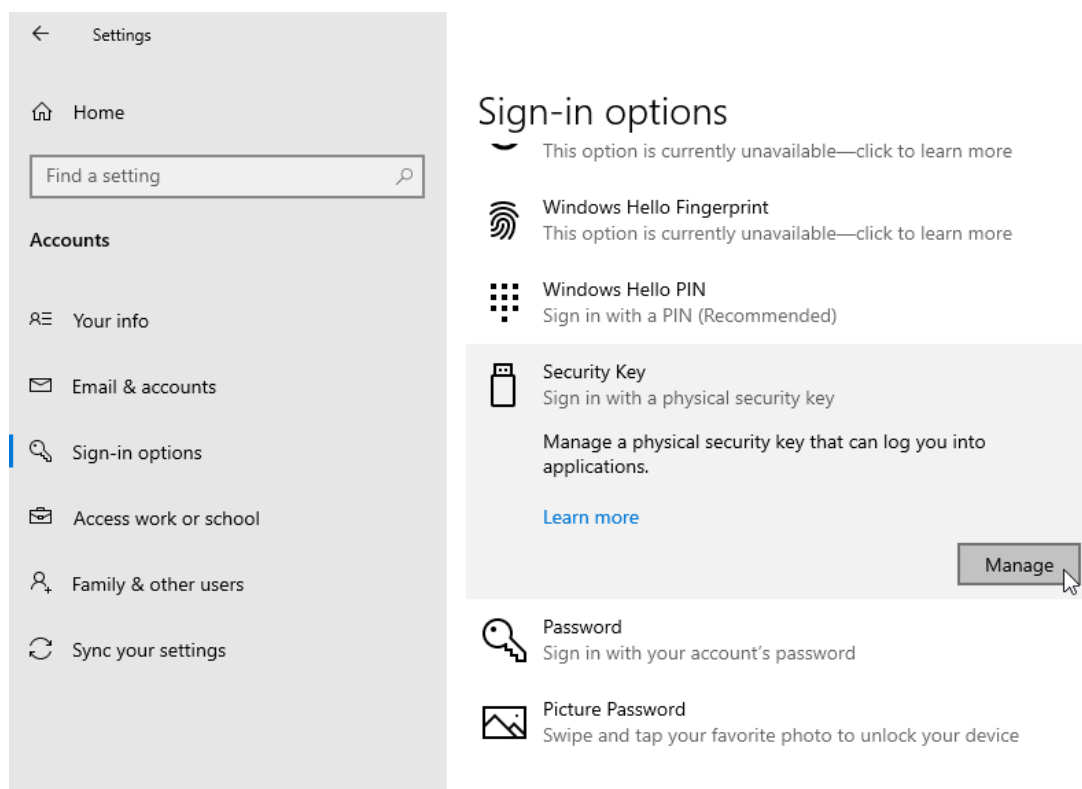 Settings
Home
Find a setting
Accounts
Your info
Email & accounts
Sign-in options
Access work or school
Family & other users
Sync your settings
Sign-in options
This option is currently unavailable—click to learn more
Windows Hello Fingerprint
This option is currently unavailable—click to learn more
Windows Hello PIN
Sign in with a PIN (Recommended)
Security Key
Sign in with a physical security key
Manage a physical security key that can log you into
applications.
Learn more
Manage
Password
Sign in with your account’s password
Picture Password
Swipe and tap your favorite photo to unlock your device